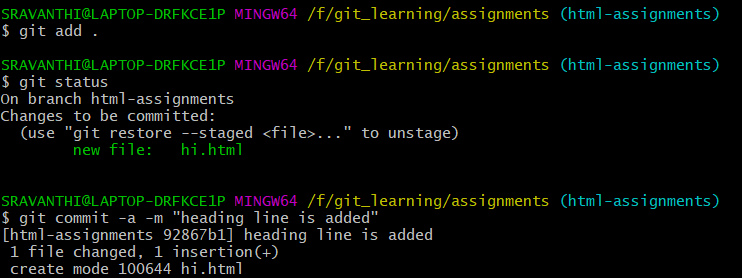 SRAVANTHI@LAPTOP-DRFKCE1P MINGW64 /f/git_learning/assignments (html-assignments)
$ git add .
SRAVANTHI@LAPTOP-DRFKCE1P MINGW64 /f/git_learning/assignments (html-assignments)
$ git status
On branch html-assignments
Changes to be committed:
  (use "git restore --staged <file>..." to unstage)
        new file:   hi.html
SRAVANTHI@LAPTOP-DRFKCE1P MINGW64 /f/git_learning/assignments (html-assignments)
$ git commit -a -m "heading line is added"
[html-assignments 92867b1] heading line is added
 1 file changed, 1 insertion(+)
 create mode 100644 hi.html